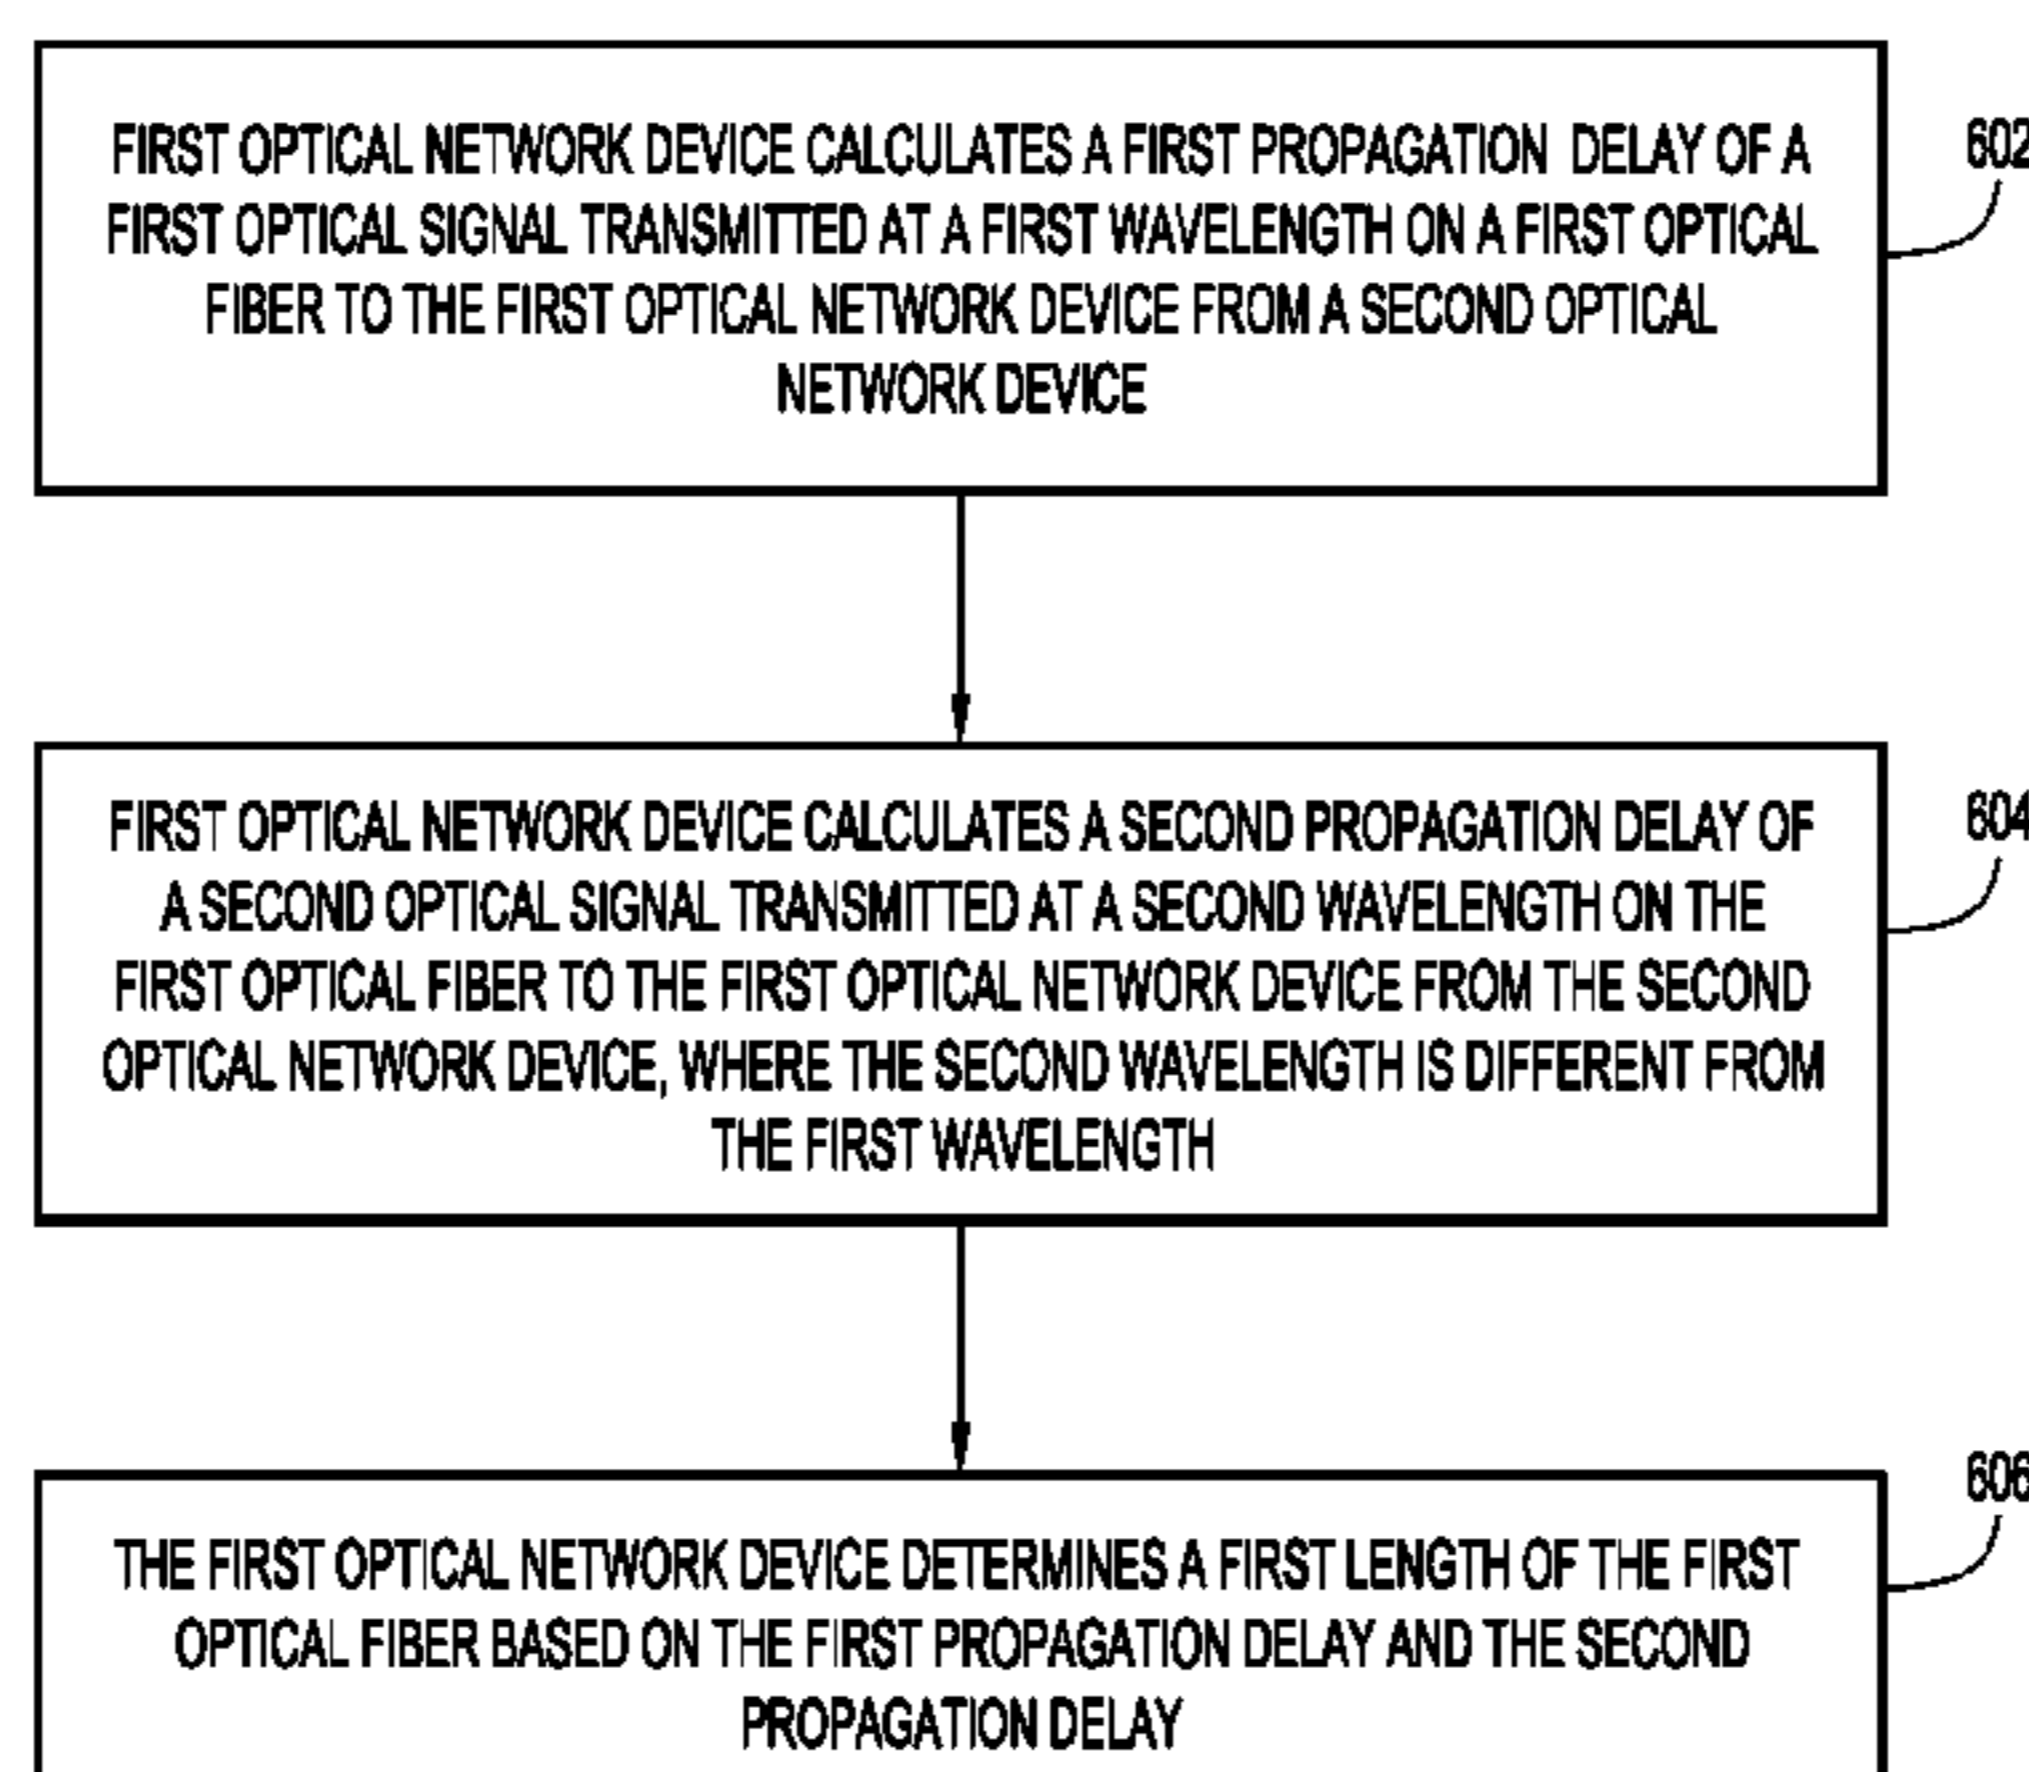 FIRST OPTICAL NETWORK DEVICE CALCULATES A FIRST PROPAGATION DELAY OF A
FIRST OPTICAL SIGNAL TRANSMITTED AT A FIRST WAVELENGTH ON A FIRST OPTICAL
FIBER TO THE FIRST OPTICAL NETWORK DEVICE FROM A SECOND OPTICAL
NETWORK DEVICE
602
FIRST OPTICAL NETWORK DEVICE CALCULATES A SECOND PROPAGATION DELAY OF
A SECOND OPTICAL SIGNAL TRANSMITTED AT A SECOND WAVELENGTH ON THE
FIRST OPTICAL FIBER TO THE FIRST OPTICAL NETWORK DEVICE FROM THE SECOND
OPTICAL NETWORK DEVICE, WHERE THE SECOND WAVELENGTH IS DIFFERENT FROM
THE FIRST WAVELENGTH
604
THE FIRST OPTICAL NETWORK DEVICE DETERMINES A FIRST LENGTH OF THE FIRST
OPTICAL FIBER BASED ON THE FIRST PROPAGATION DELAY AND THE SECOND
PROPAGATION DELAY
606